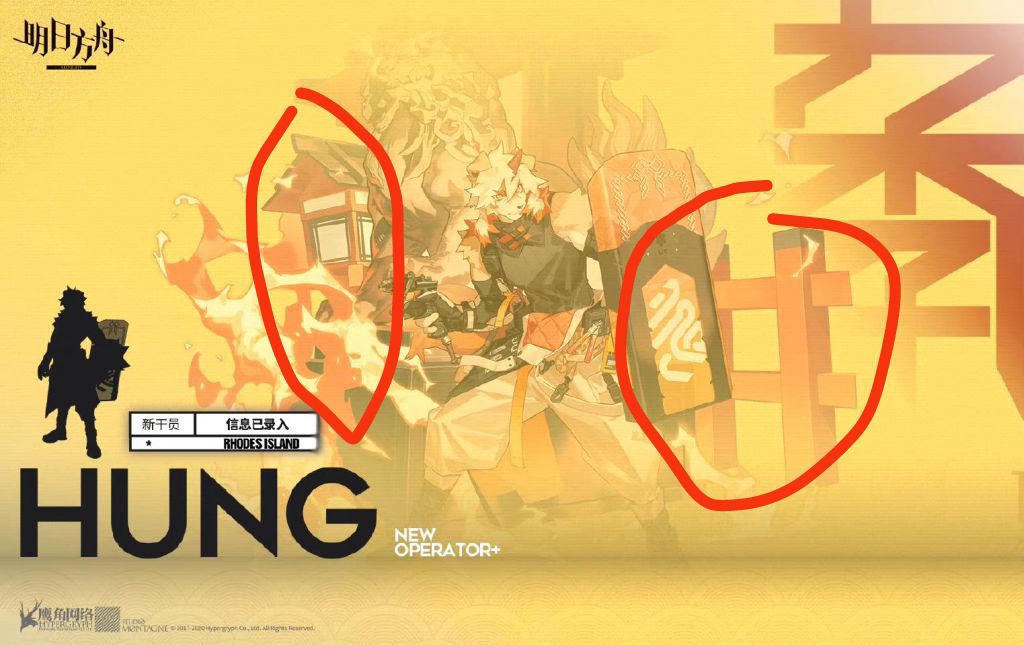 明日方舟
新干员
信息已录入
RHODES ISLAND
HUNG
NEW
OPERATOR+
鹰角网络
HYPERGRYPH
STUDIO
MONTAGNE
© 2017-2020 Hypergryph Co., Ltd. All Rights Reserved.